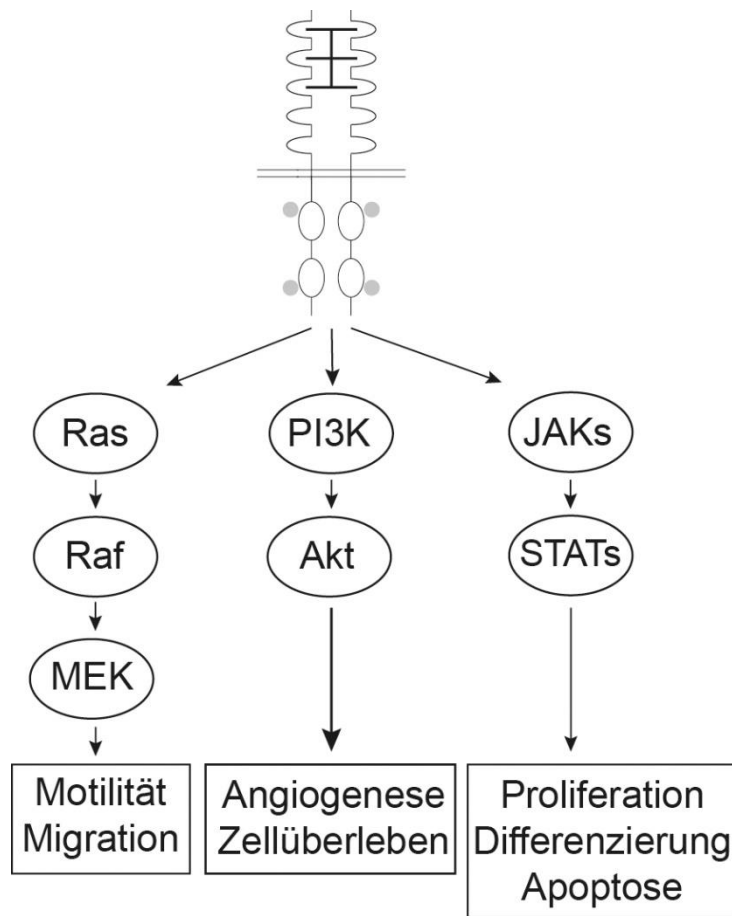 Ras
PI3K
JAKs
Raf
Akt
STATs
MEK
Motilität
Migration
Angiogenese
Zellüberleben
Proliferation
Differenzierung
Apoptose